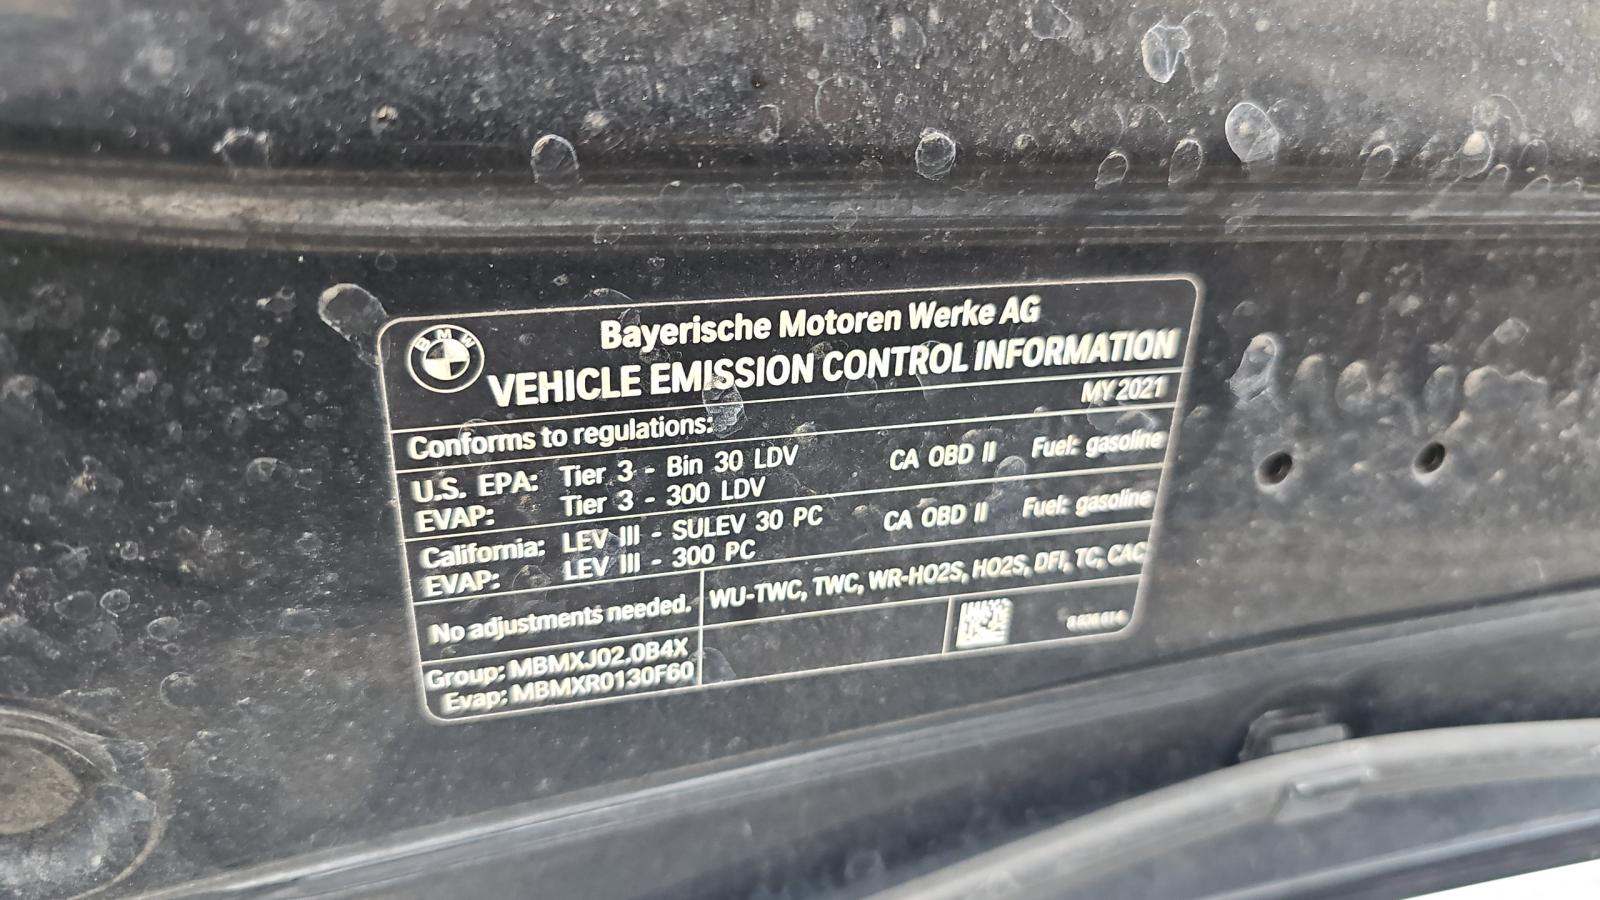 BMW
Bayerische Motoren Werke AG
VEHICLE EMISSION CONTROL INFORMATION
MY 2021
Conforms to regulations:
U.S. EPA: Tier 3 - Bin 30 LDV CA OBD II Fuel: gasoline
EVAP: Tier 3 - 300 LDV
California: LEV III - SULEV 30 PC CA OBD II Fuel: gasoline
EVAP: LEV III - 300 PC
No adjustments needed. WU-TWC, TWC, WR-HO2S, HO2S, DFI, TC, CAC
Group: MBMXJ02.0B4X
Evap: MBMXR0130F60